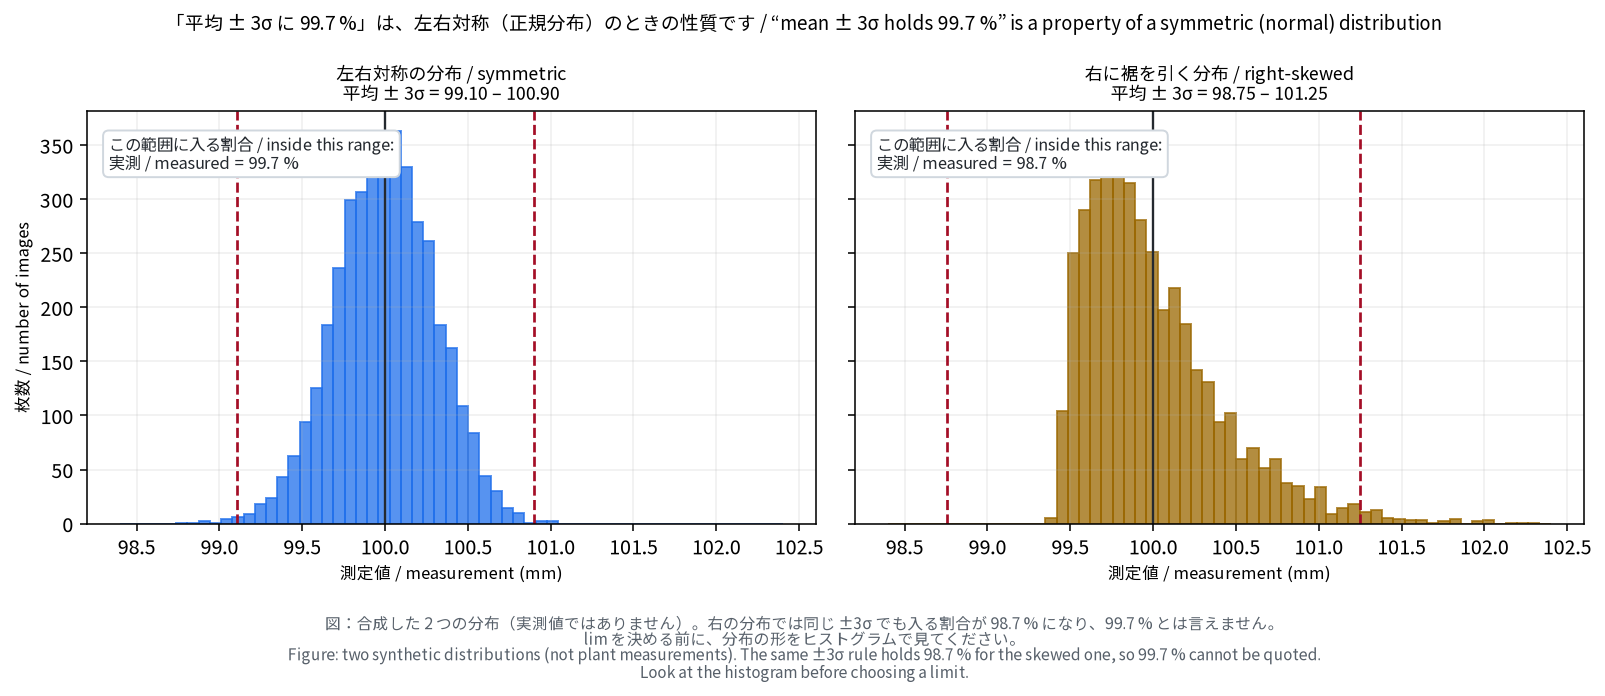 「平均 ± 3σ に 99.7 %」は、左右対称（正規分布）のときの性質です / “mean ± 3σ holds 99.7 %” is a property of a symmetric (normal) distribution
左右対称の分布 / symmetric
平均 ± 3σ = 99.10 – 100.90
この範囲に入る割合 / inside this range:
実測 / measured = 99.7 %
枚数 / number of images
350
300
250
200
150
100
50
0
98.5 99.0 99.5 100.0 100.5 101.0 101.5 102.0 102.5
測定値 / measurement (mm)
右に裾を引く分布 / right-skewed
平均 ± 3σ = 98.75 – 101.25
この範囲に入る割合 / inside this range:
実測 / measured = 98.7 %
98.5 99.0 99.5 100.0 100.5 101.0 101.5 102.0 102.5
測定値 / measurement (mm)
図：合成した 2 つの分布（実測値ではありません）。右の分布では同じ ±3σ でも入る割合が 98.7 % になり、99.7 % とは言えません。
lim を決める前に、分布の形をヒストグラムで見てください。
Figure: two synthetic distributions (not plant measurements). The same ±3σ rule holds 98.7 % for the skewed one, so 99.7 % cannot be quoted.
Look at the histogram before choosing a limit.